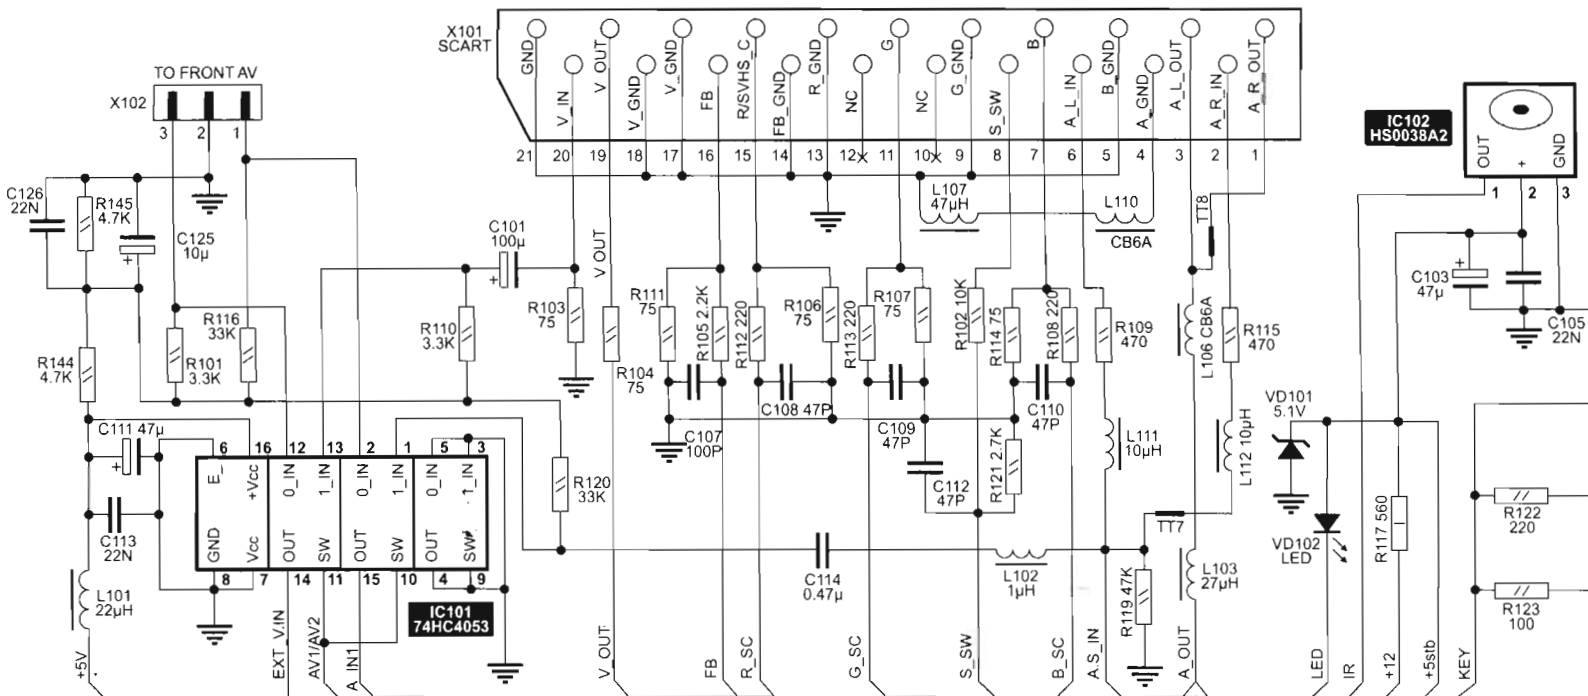 X101
SCART
GND
V_IN
V_OUT
V_GND
V_GND
FB
R/SVHS_C
FB_GND
R_GND
NC
G
NC
G_GND
S_SW
B
A_L_IN
B_GND
A_GND
A_L_OUT
A_R_IN
A_R_OUT
21 20 19 18 17 16 15 14 13 12 11 10 9 8 7 6 5 4 3 2 1
TO FRONT AV
X102
3 2 1
IC102
HS0038A2
OUT
+
GND
1 2 3
C126
22N
R145
4.7K
C125
10µ
C101
100µ
+
V OUT
L107
47µH
L110
CB6A
TT8
C103
47µ
+
C105
22N
R144
4.7K
R101
3.3K
R116
33K
R110
3.3K
R103
75
R104
75
R111
75
R105 2.2K
R112 220
R106
75
R113 220
R107
75
R102 10K
R114 75
R108 220
R109
470
L106 CB6A
R115
470
C107
100P
C108 47P
C109
47P
C110
47P
C112
47P
R121 2.7K
L111
10µH
L112 10µH
VD101
5.1V
C111 47µ
+
C113
22N
L101
22µH
6 16 12 13 2 1 5 3
E_
+Vcc
0_IN
1_IN
0_IN
1_IN
0_IN
1_IN
GND
Vcc
OUT
SW
OUT
SW
OUT
SW
8 7 14 11 15 10 4 9
IC101
74HC4053
R120
33K
C114
0.47µ
L102
1µH
TT7
R119 47K
L103
27µH
VD102
LED
R117 560
R122
220
R123
100
+5V
EXT_V.IN
AV1/AV2
A_IN1
V_OUT
FB
R_SC
G_SC
S_SW
B_SC
A.S_IN
A_OUT
LED
IR
+12
+5stb
KEY